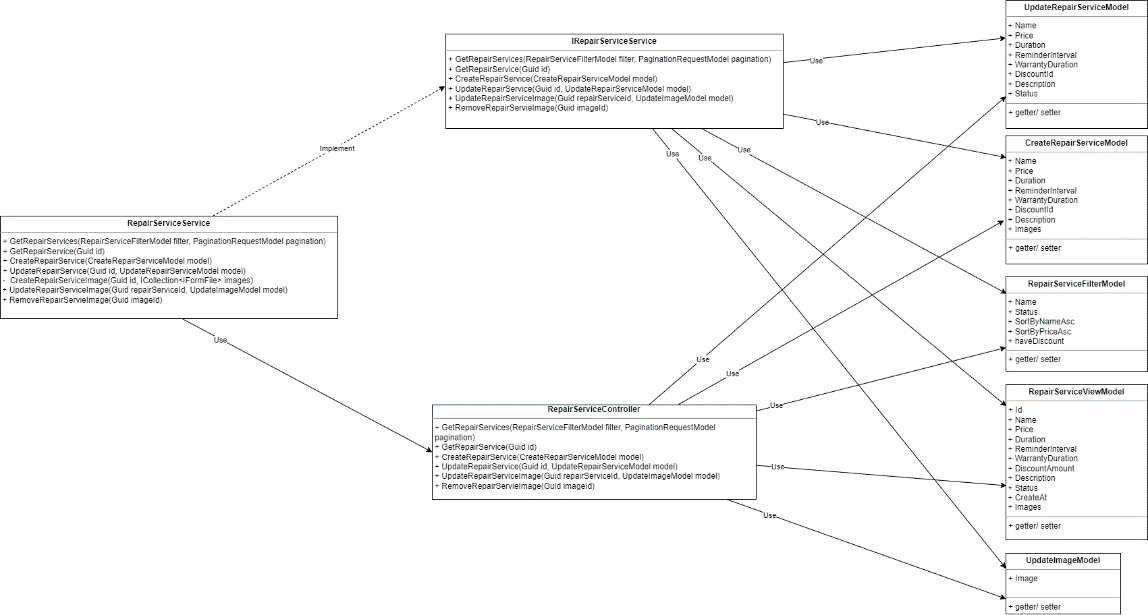 UpdateRepairServiceModel
+ Name
+ Price
+ Duration
+ ReminderInterval
+ WarrantyDuration
+ DiscountId
+ Description
+ Status
+ getter/ setter
IRepairServiceService
+ GetRepairServices(RepairServiceFilterModel filter, PaginationRequestModel pagination)
+ GetRepairService(Guid id)
+ CreateRepairService(CreateRepairServiceModel model)
+ UpdateRepairService(Guid id, UpdateRepairServiceModel model)
+ UpdateRepairServiceImage(Guid repairServiceId, UpdateImageModel model)
+ RemoveRepairServieImage(Guid imageId)
Use
Use
Use
Use
Use
CreateRepairServiceModel
+ Name
+ Price
+ Duration
+ ReminderInterval
+ WarrantyDuration
+ DiscountId
+ Description
+ Images
+ getter/ setter
Implement
RepairServiceService
+ GetRepairServices(RepairServiceFilterModel filter, PaginationRequestModel pagination)
+ GetRepairService(Guid id)
+ CreateRepairService(CreateRepairServiceModel model)
+ UpdateRepairService(Guid id, UpdateRepairServiceModel model)
- CreateRepairServiceImage(Guid id, ICollection<IFormFile> images)
+ UpdateRepairServiceImage(Guid repairServiceId, UpdateImageModel model)
+ RemoveRepairServieImage(Guid imageId)
Use
RepairServiceFilterModel
+ Name
+ Status
+ SortByNameAsc
+ SortByPriceAsc
+ haveDiscount
+ getter/ setter
Use
Use
Use
Use
Use
RepairServiceController
+ GetRepairServices(RepairServiceFilterModel filter, PaginationRequestModel
pagination)
+ GetRepairService(Guid id)
+ CreateRepairService(CreateRepairServiceModel model)
+ UpdateRepairService(Guid id, UpdateRepairServiceModel model)
+ UpdateRepairServiceImage(Guid repairServiceId, UpdateImageModel model)
+ RemoveRepairServieImage(Guid imageId)
RepairServiceViewModel
+ Id
+ Name
+ Price
+ Duration
+ ReminderInterval
+ WarrantyDuration
+ DiscountAmount
+ Description
+ Status
+ CreateAt
+ Images
+ getter/ setter
UpdateImageModel
+ Image
+ getter/ setter